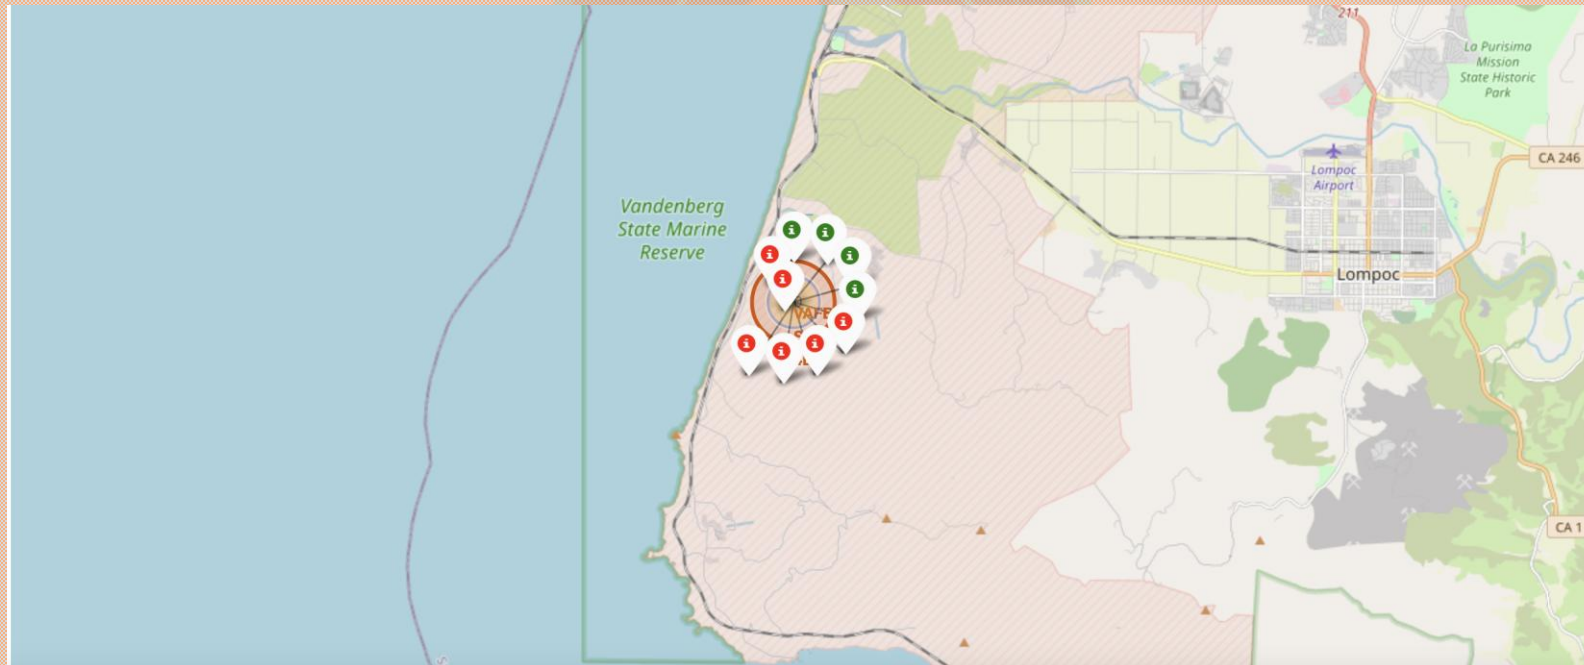 211
La Purisima
Mission
State Historic
Park
CA 246
Lompoc
Airport
Vandenberg
State Marine
Reserve
Lompoc
VAFB
CA 1